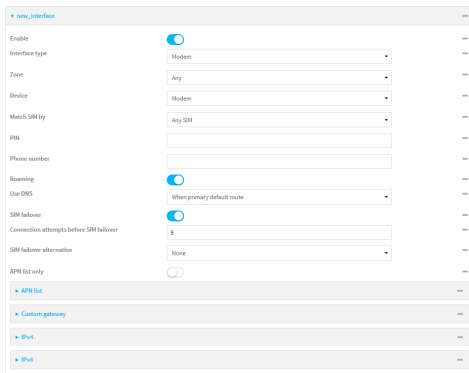 new_interface
Enable
Interface type Modem
Zone Any
Device Modem
Match SIM by Any SIM
PIN
Phone number
Roaming
Use DNS When primary default route
SIM failover
Connection attempts before SIM failover 5
SIM failover alternative None
APN list only
APN list
Custom gateway
IPv4
IPv6